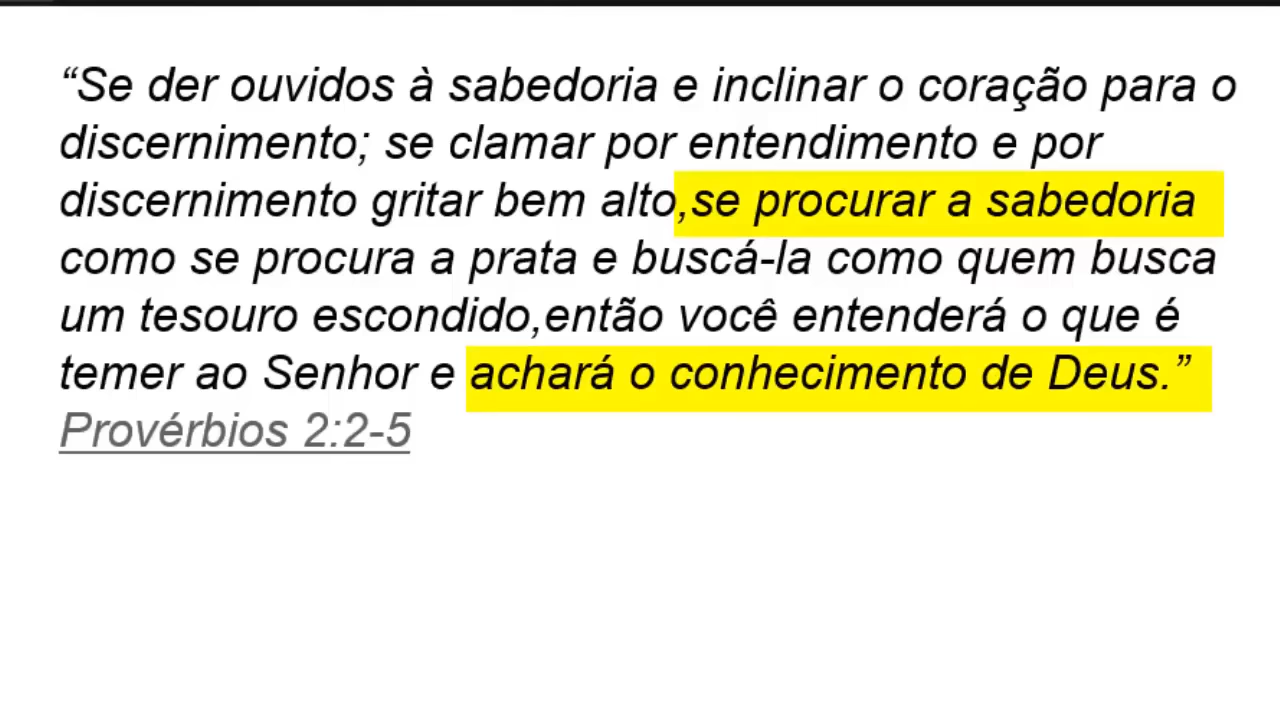 “Se der ouvidos à sabedoria e inclinar o coração para o
discernimento; se clamar por entendimento e por
discernimento gritar bem alto,se procurar a sabedoria
como se procura a prata e buscá-la como quem busca
um tesouro escondido,então você entenderá o que é
temer ao Senhor e achará o conhecimento de Deus.”
Provérbios 2:2-5